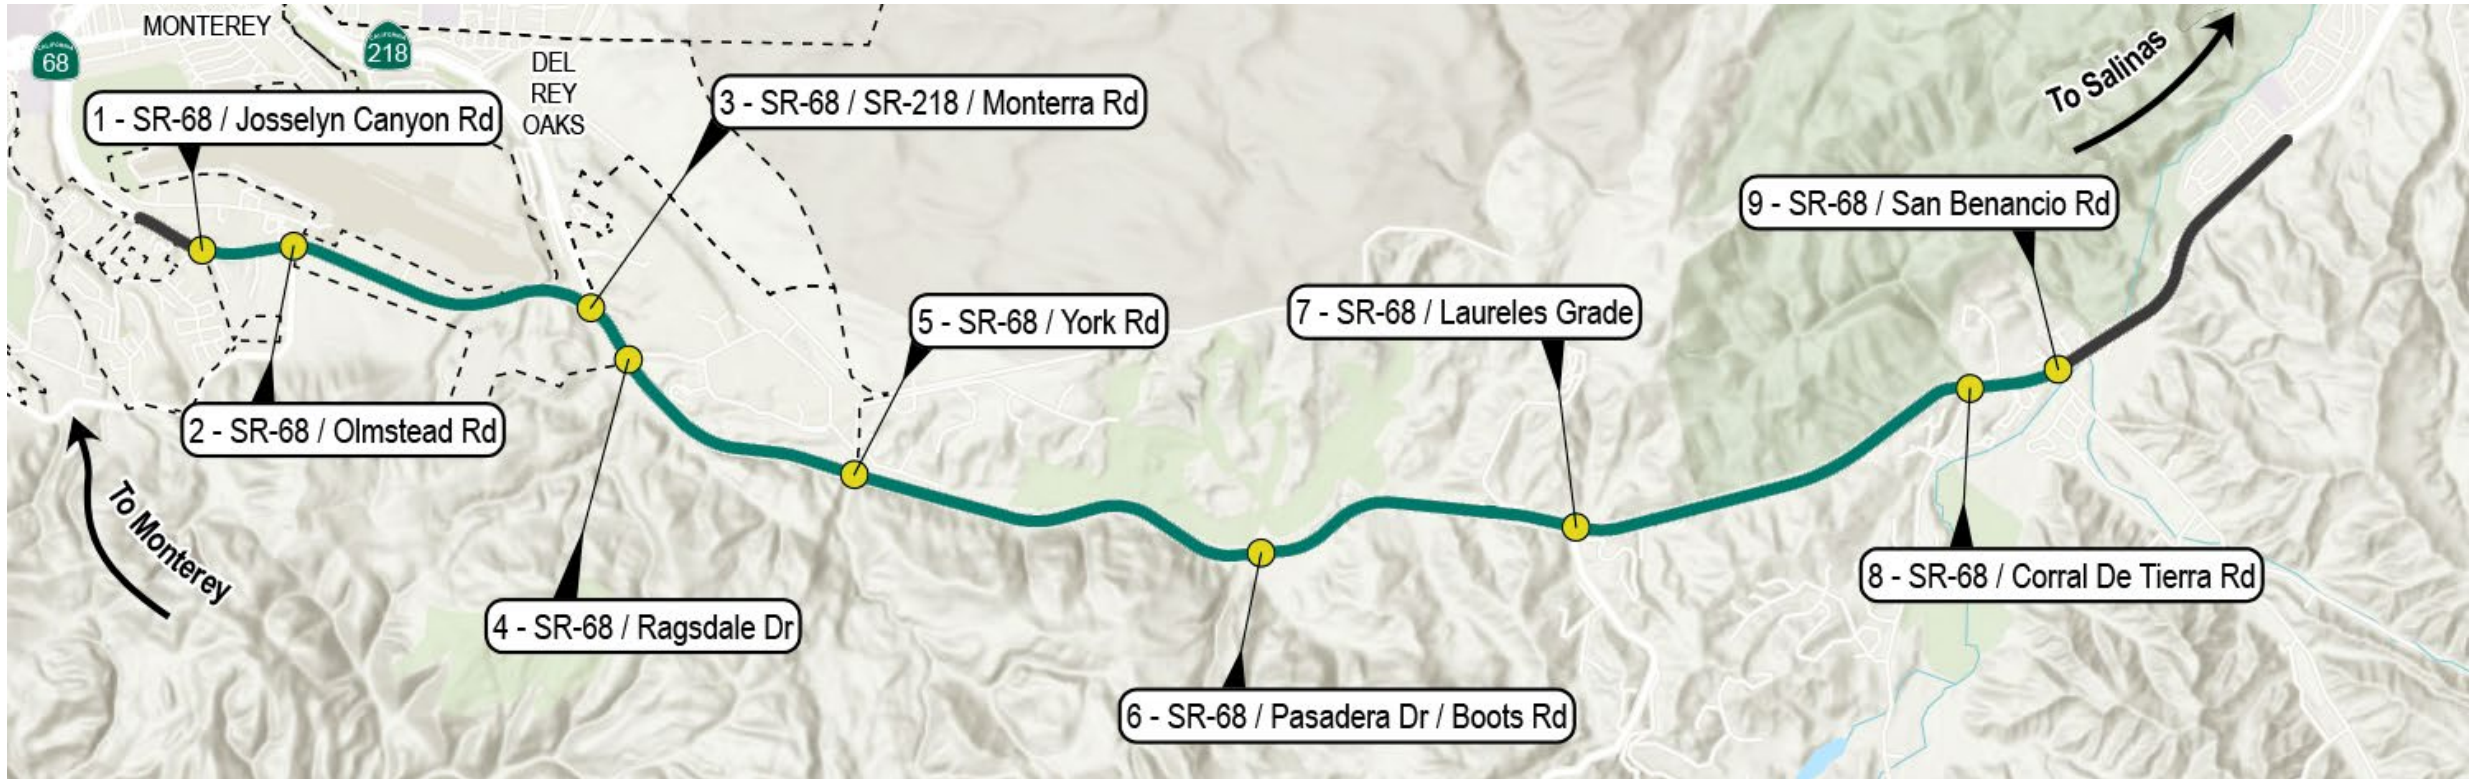 MONTEREY
CALIFORNIA
68
CALIFORNIA
218
DEL
REY
OAKS
To Salinas
1 - SR-68 / Josselyn Canyon Rd
3 - SR-68 / SR-218 / Monterra Rd
9 - SR-68 / San Benancio Rd
5 - SR-68 / York Rd
7 - SR-68 / Laureles Grade
2 - SR-68 / Olmstead Rd
To Monterey
8 - SR-68 / Corral De Tierra Rd
4 - SR-68 / Ragsdale Dr
6 - SR-68 / Pasadera Dr / Boots Rd